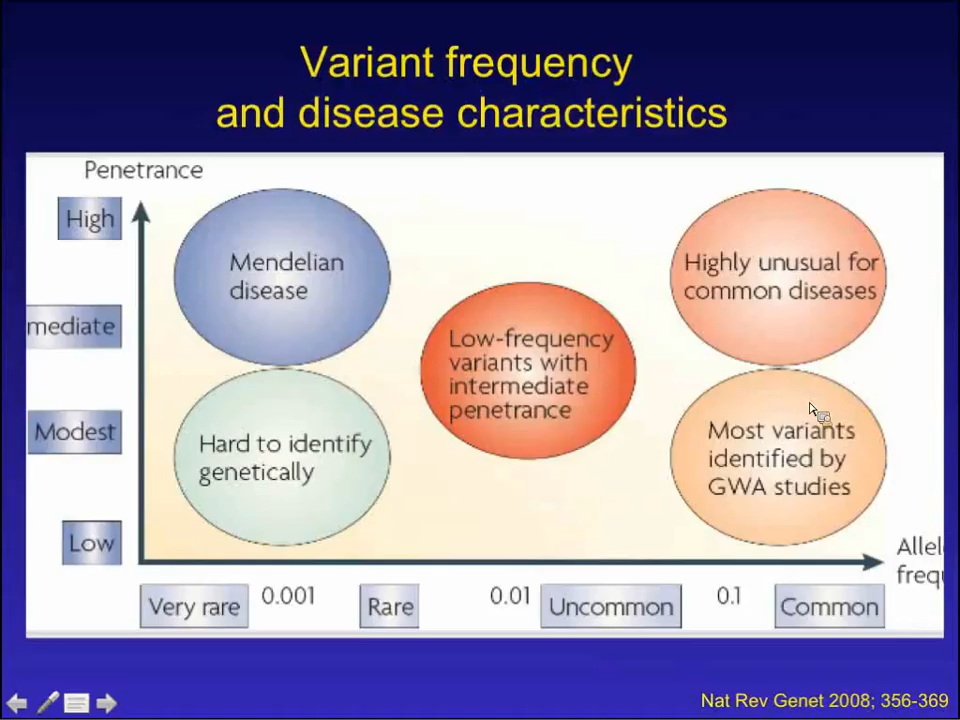 Variant frequency
and disease characteristics
Penetrance
High
mediate
Modest
Low
Mendelian
disease
Hard to identify
genetically
Low-frequency
variants with
intermediate
penetrance
Highly unusual for
common diseases
Most variants
identified by
GWA studies
Allel
frequ
Very rare
0.001
Rare
0.01
Uncommon
0.1
Common
Nat Rev Genet 2008; 356-369